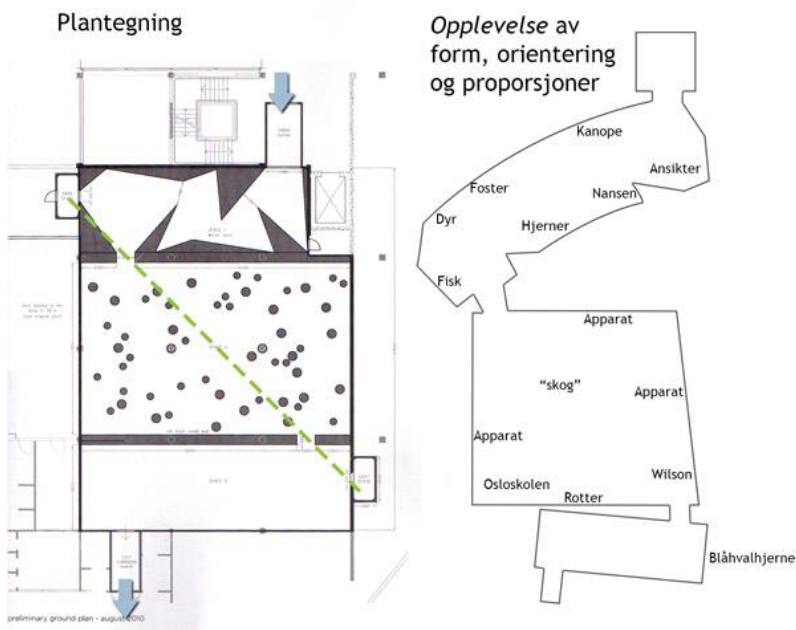 Plantegning
preliminary ground plan - august 2010
Opplevelse av
form, orientering
og proporsjoner
Kanope
Ansikter
Foster
Nansen
Dyr
Hjerner
Fisk
Apparat
“skog”
Apparat
Apparat
Wilson
Osloskolen
Rotter
Blåhvalhjerne